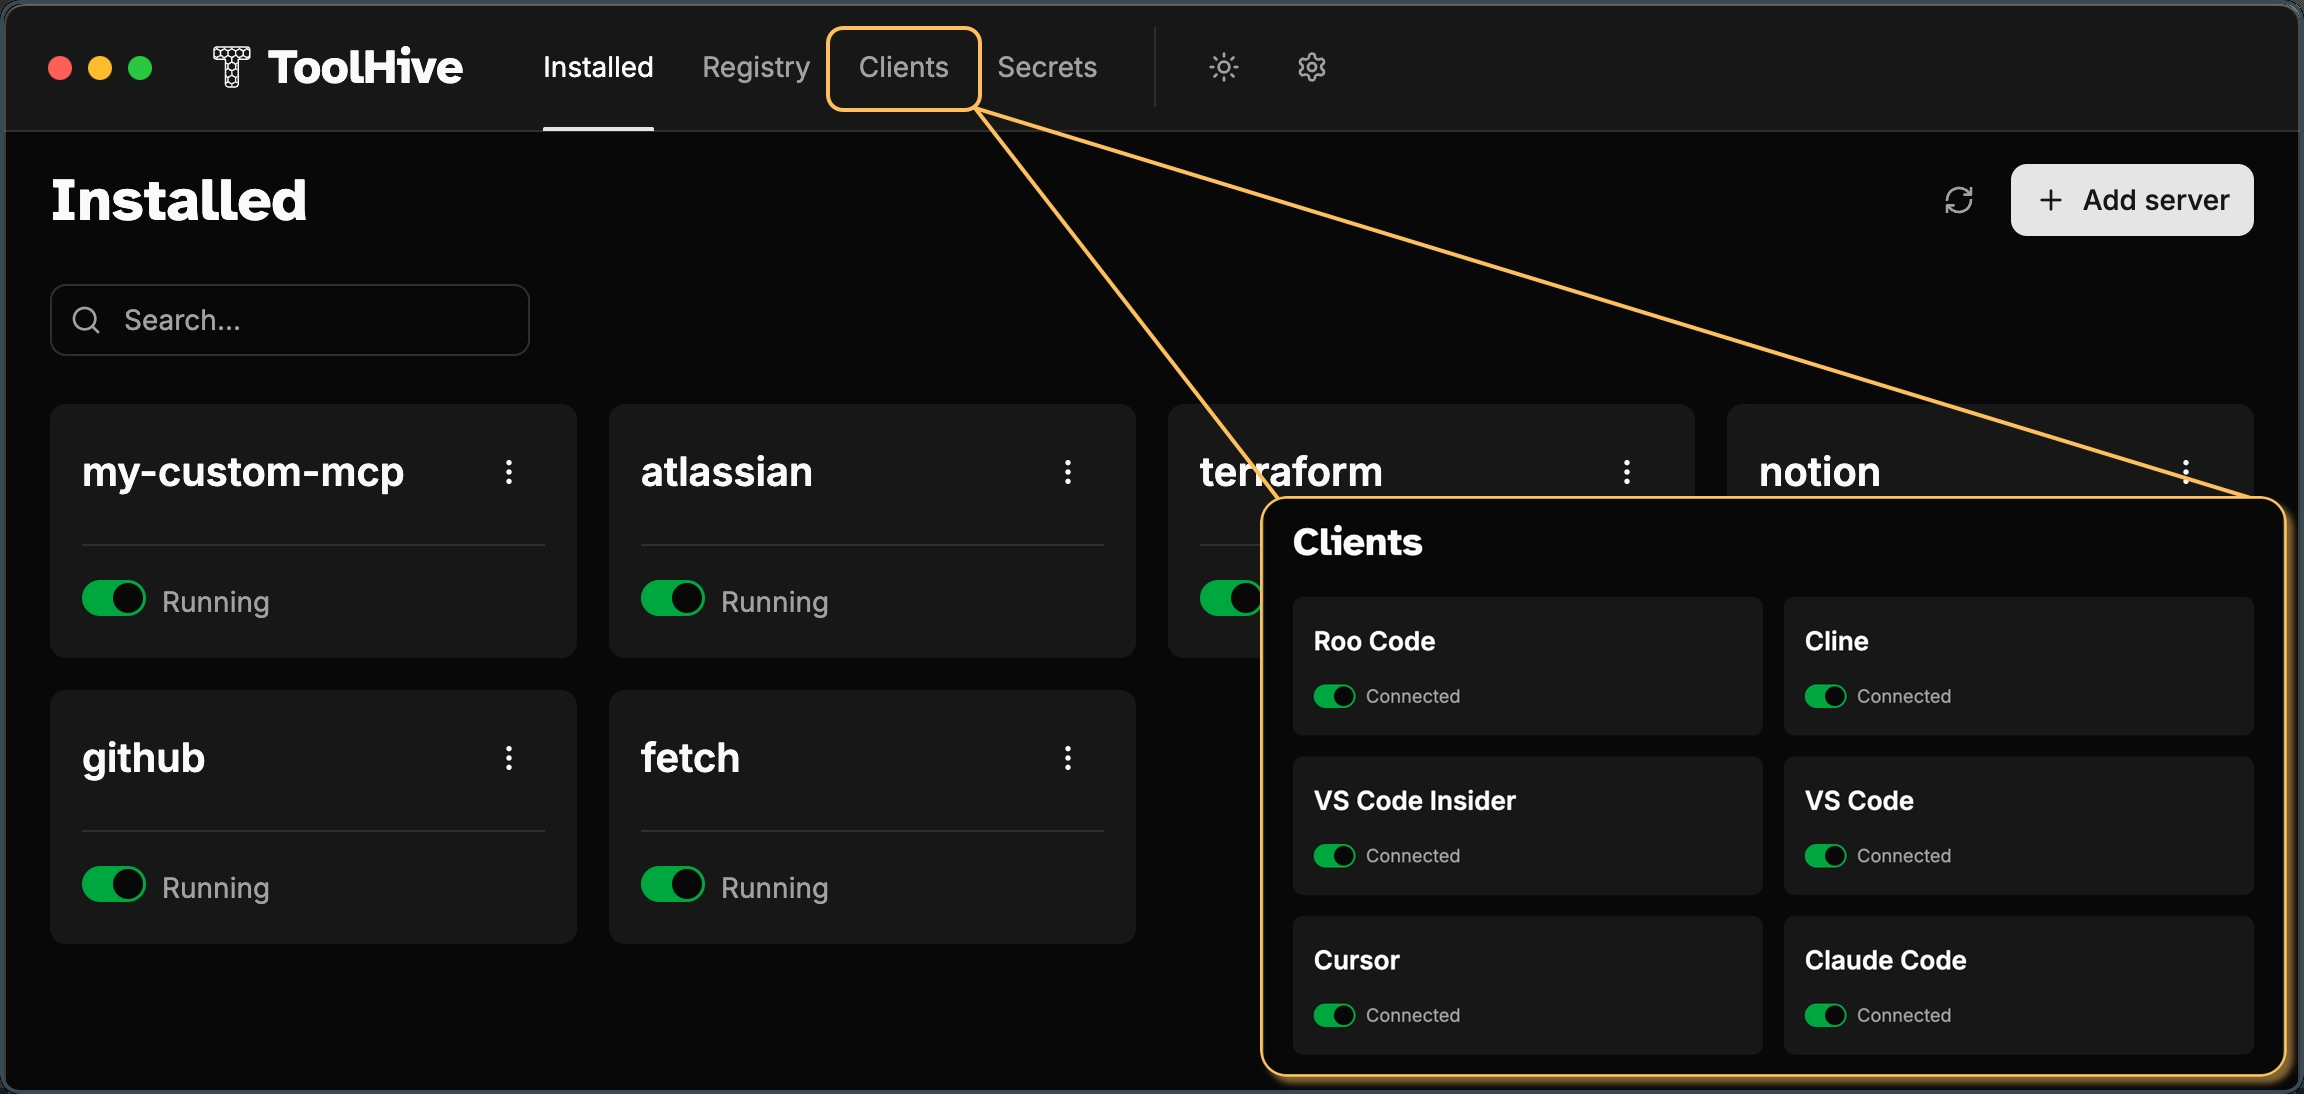 ToolHive
Installed
Registry
Clients
Secrets
Installed
+ Add server
Search...
my-custom-mcp
Running
atlassian
Running
terraform
notion
github
Running
fetch
Running
Clients
Roo Code
Connected
Cline
Connected
VS Code Insider
Connected
VS Code
Connected
Cursor
Connected
Claude Code
Connected